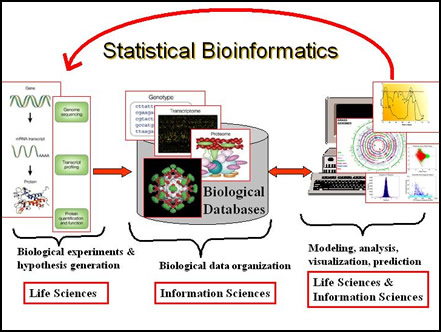 Statistical Bioinformatics
Gene
mRNA transcript
AAAA
Protein
Genome
sequencing
Transcript
profiling
Protein
quantification
and function
Genotype
Transcriptome
Proteome
Biological
Databases
Biological experiments &
hypothesis generation
Life Sciences
Biological data organization
Information Sciences
Modeling, analysis,
visualization, prediction
Life Sciences &
Information Sciences